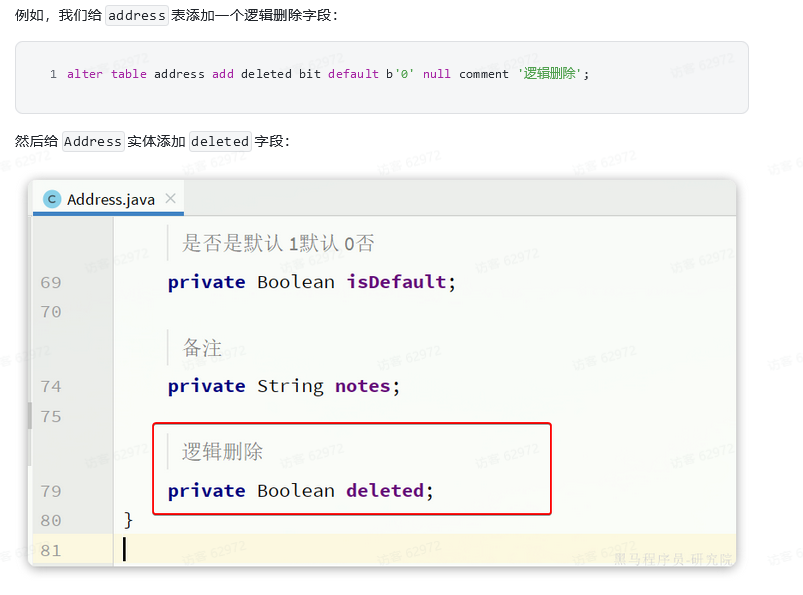 例如，我们给 address 表添加一个逻辑删除字段：
1 alter table address add deleted bit default b'0' null comment '逻辑删除';
然后给 Address 实体添加 deleted 字段：
C Address.java ×
是否是默认 1默认 0否
69 private Boolean isDefault;
70
备注
74 private String notes;
75
逻辑删除
79 private Boolean deleted;
80 }
81
黑马程序员-研究院
访客 62972